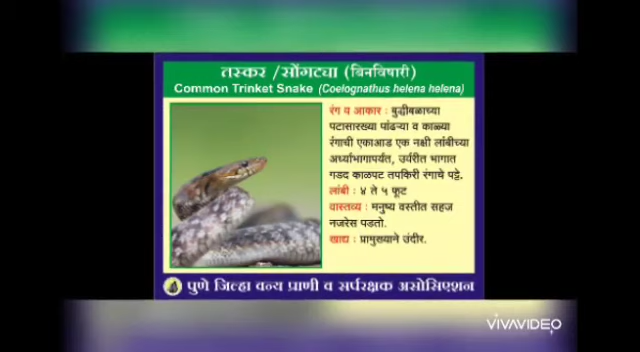 तस्कर /सोंगट्या (बिनविषारी)
Common Trinket Snake (Coelognathus helena helena)
रंग व आकार : बुद्धीबळाच्या
पटासारख्या पांढऱ्या व काळ्या
रंगाची एकाआड एक नक्षी लांबीच्या
अर्ध्याभागापर्यंत, उर्वरीत भागात
गडद काळपट तपकिरी रंगाचे पट्टे.
लांबी : ४ ते ५ फूट
वास्तव्य : मनुष्य वस्तीत सहज
नजरेस पडतो.
खाद्य : प्रामुख्याने उंदीर.
पुणे जिल्हा वन्य प्राणी व सर्परक्षक असोसिएशन
VIVAVIDEO